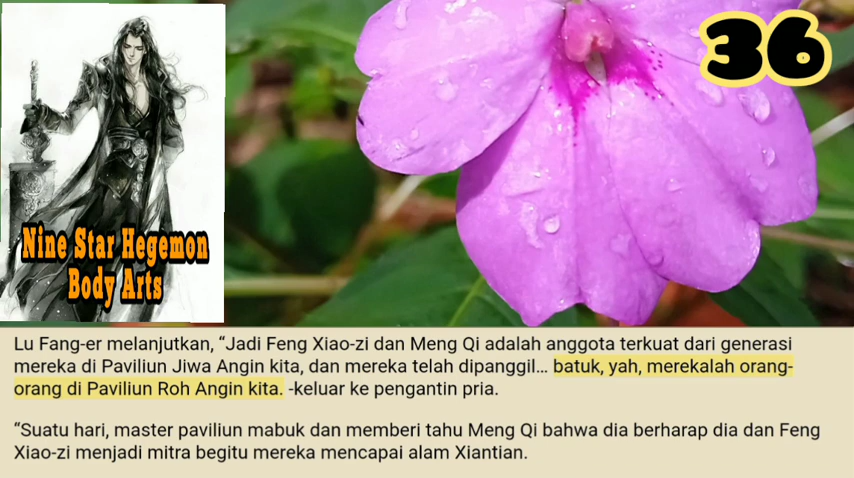 36
Nine Star Hegemon
Body Arts
Lu Fang-er melanjutkan, “Jadi Feng Xiao-zi dan Meng Qi adalah anggota terkuat dari generasi
mereka di Paviliun Jiwa Angin kita, dan mereka telah dipanggil... batuk, yah, merekalah orang-
orang di Paviliun Roh Angin kita. -keluar ke pengantin pria.
“Suatu hari, master paviliun mabuk dan memberi tahu Meng Qi bahwa dia berharap dia dan Feng
Xiao-zi menjadi mitra begitu mereka mencapai alam Xiantian.